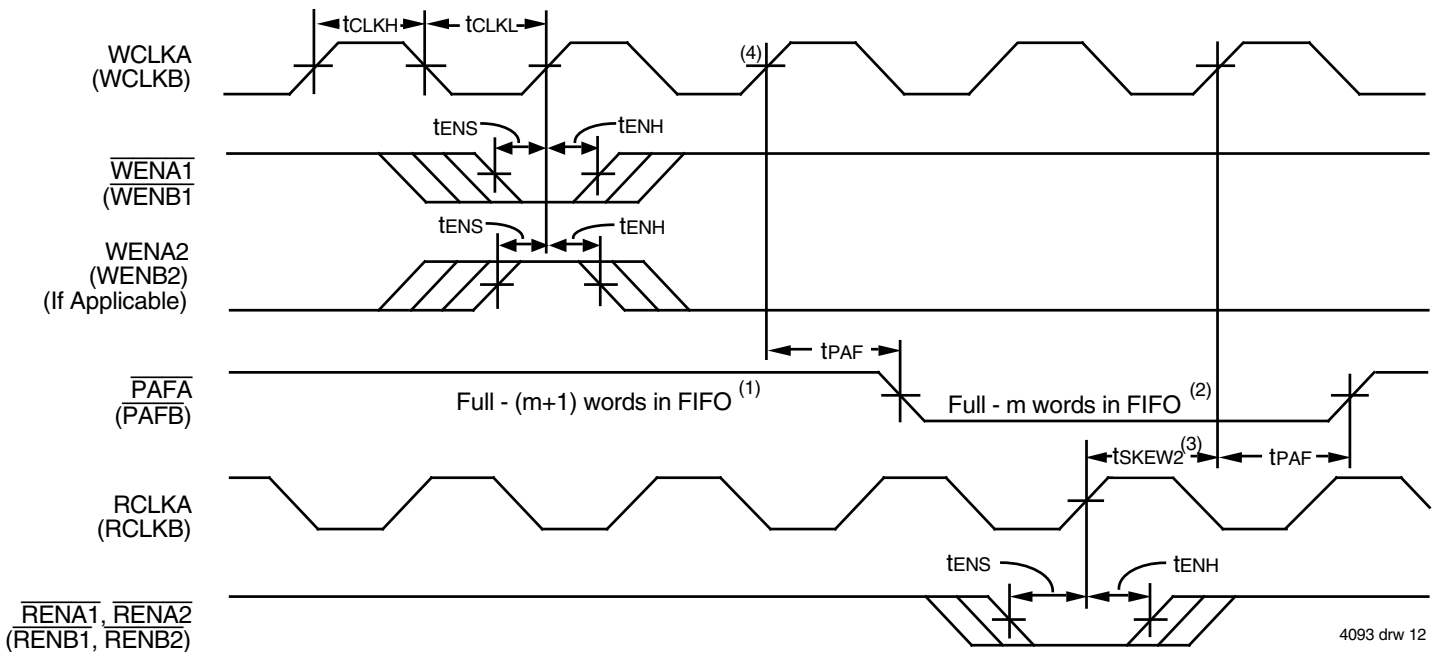 tCLKH
tCLKL
WCLKA
(WCLKB)
(4)
tENS
tENH
WENA1
(WENB1
tENS
tENH
WENA2
(WENB2)
(If Applicable)
tPAF
PAFA
(PAFB)
Full - (m+1) words in FIFO (1)
Full - m words in FIFO (2)
tSKEW2(3)
tPAF
RCLKA
(RCLKB)
tENS
tENH
RENA1, RENA2
(RENB1, RENB2)
4093 drw 12